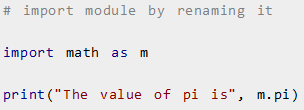 # import module by renaming it
import math as m
print("The value of pi is", m.pi)